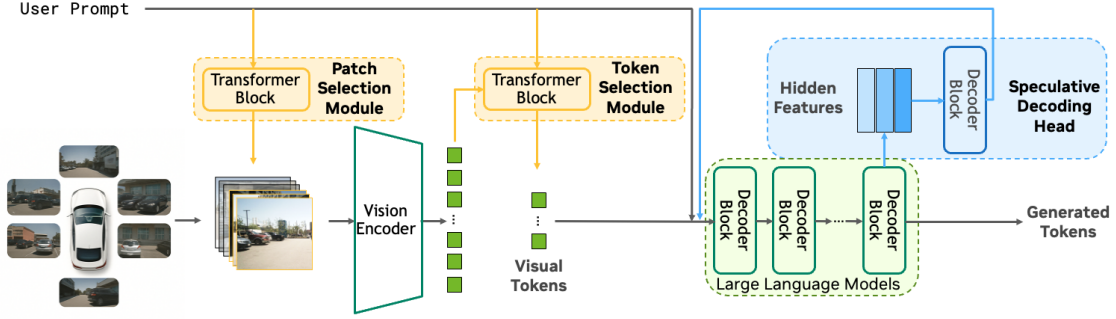 User Prompt
Transformer
Block
Patch
Selection
Module
Transformer
Block
Token
Selection
Module
Hidden
Features
Decoder
Block
Speculative
Decoding
Head
Vision
Encoder
Visual
Tokens
Decoder
Block
Decoder
Block
Decoder
Block
Large Language Models
Generated
Tokens